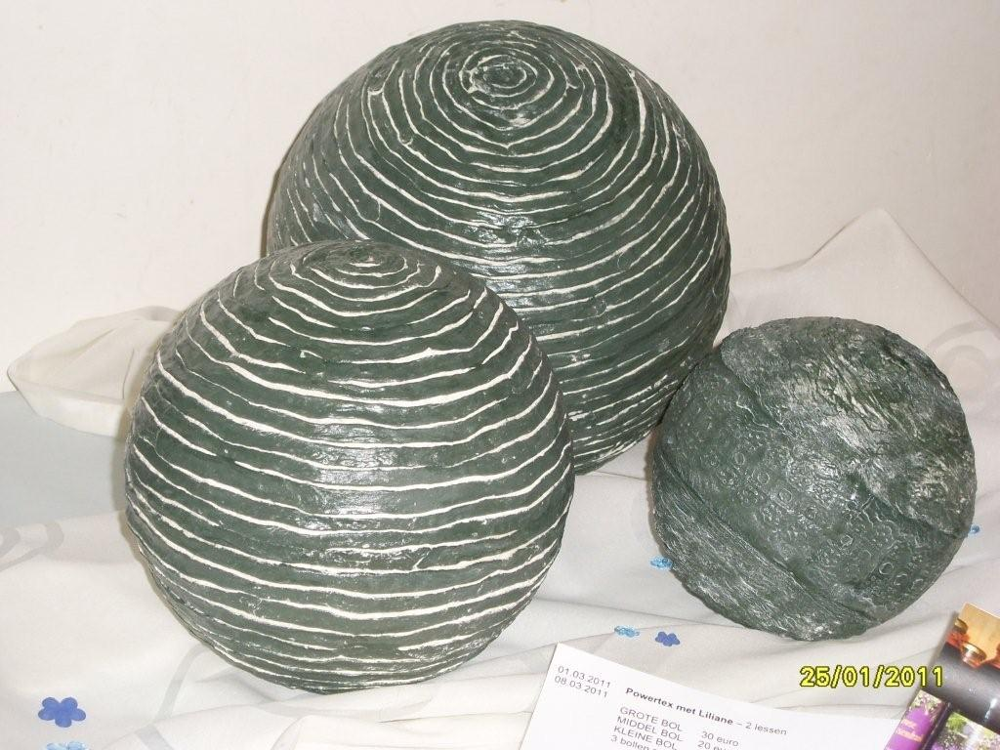 01.03.2011
08.03.2011
Powertex met Liliane – 2 lessen
GROTE BOL 30 euro
MIDDEL BOL 20
KLEINE BOL
3 bollen
25/01/2011